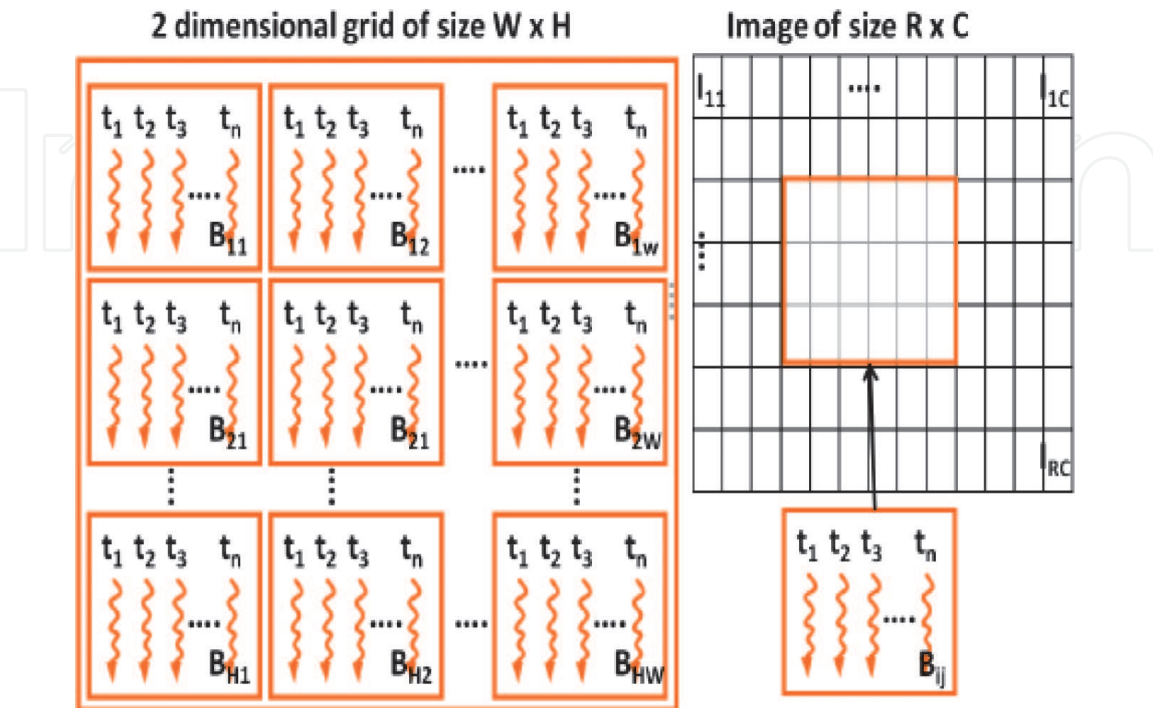 2 dimensional grid of size W x H
Image of size R x C
t1 t2 t3 tn
.... B11
t1 t2 t3 tn
.... B12
....
t1 t2 t3 tn
.... B1w
t1 t2 t3 tn
.... B21
t1 t2 t3 tn
.... B21
....
t1 t2 t3 tn
.... B2W
t1 t2 t3 tn
.... BH1
t1 t2 t3 tn
.... BH2
....
t1 t2 t3 tn
.... BHW
I11 .... I1C
IRC
t1 t2 t3 tn
.... Bij